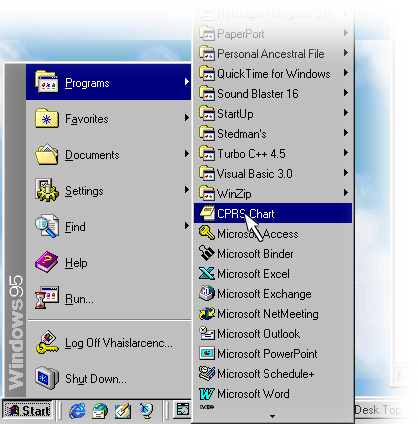 Netscape Navigator 3.0
PaperPort
Personal Ancestral File
QuickTime for Windows
Sound Blaster 16
StartUp
Stedman's
Turbo C++ 4.5
Visual Basic 3.0
WinZip
CPRS Chart
Microsoft Access
Microsoft Binder
Microsoft Excel
Microsoft Exchange
Microsoft NetMeeting
Microsoft Outlook
Microsoft PowerPoint
Microsoft Schedule+
Microsoft Word
Programs
Favorites
Documents
Settings
Find
Help
Run...
Log Off Vhaislarcenc...
Shut Down...
Windows95
Start
Desk Top